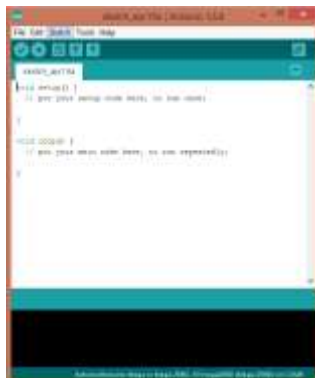 File Edit Sketch Tools Help
void setup() {
// put your setup code here, to run once:
}
void loop() {
// put your main code here, to run repeatedly:
}